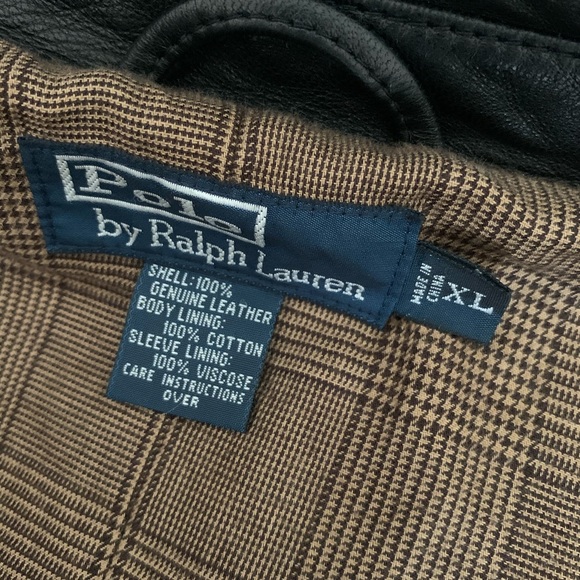 Polo
by Ralph Lauren
MADE IN
CHINA
XL
SHELL:100%
GENUINE LEATHER
BODY LINING:
100% COTTON
SLEEVE LINING:
100% VISCOSE
CARE INSTRUCTIONS
OVER